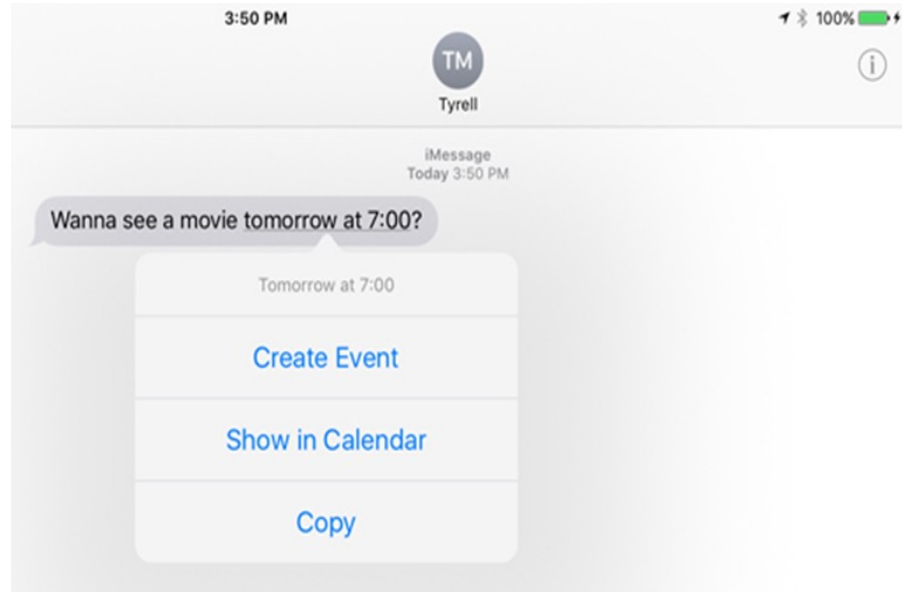 3:50 PM 100%
TM
Tyrell
iMessage
Today 3:50 PM
Wanna see a movie tomorrow at 7:00?
Tomorrow at 7:00
Create Event
Show in Calendar
Copy